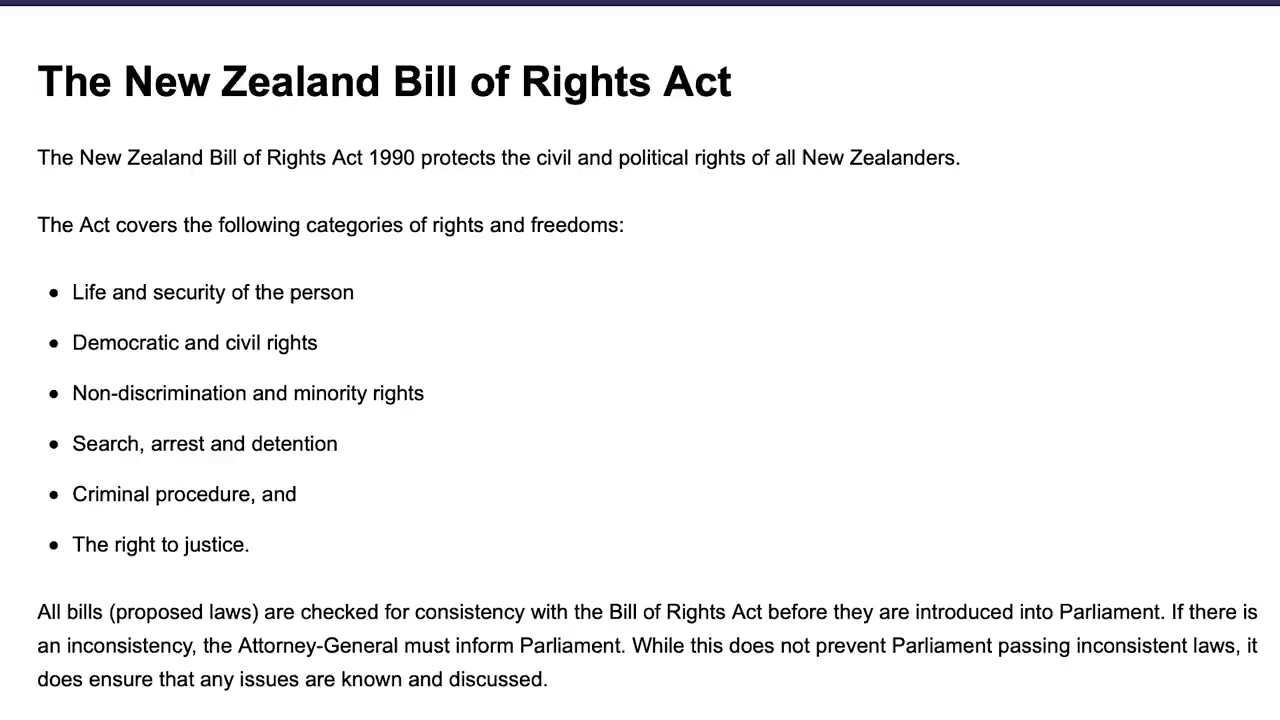 The New Zealand Bill of Rights Act
The New Zealand Bill of Rights Act 1990 protects the civil and political rights of all New Zealanders.
The Act covers the following categories of rights and freedoms:
• Life and security of the person
• Democratic and civil rights
• Non-discrimination and minority rights
• Search, arrest and detention
• Criminal procedure, and
• The right to justice.
All bills (proposed laws) are checked for consistency with the Bill of Rights Act before they are introduced into Parliament. If there is
an inconsistency, the Attorney-General must inform Parliament. While this does not prevent Parliament passing inconsistent laws, it
does ensure that any issues are known and discussed.